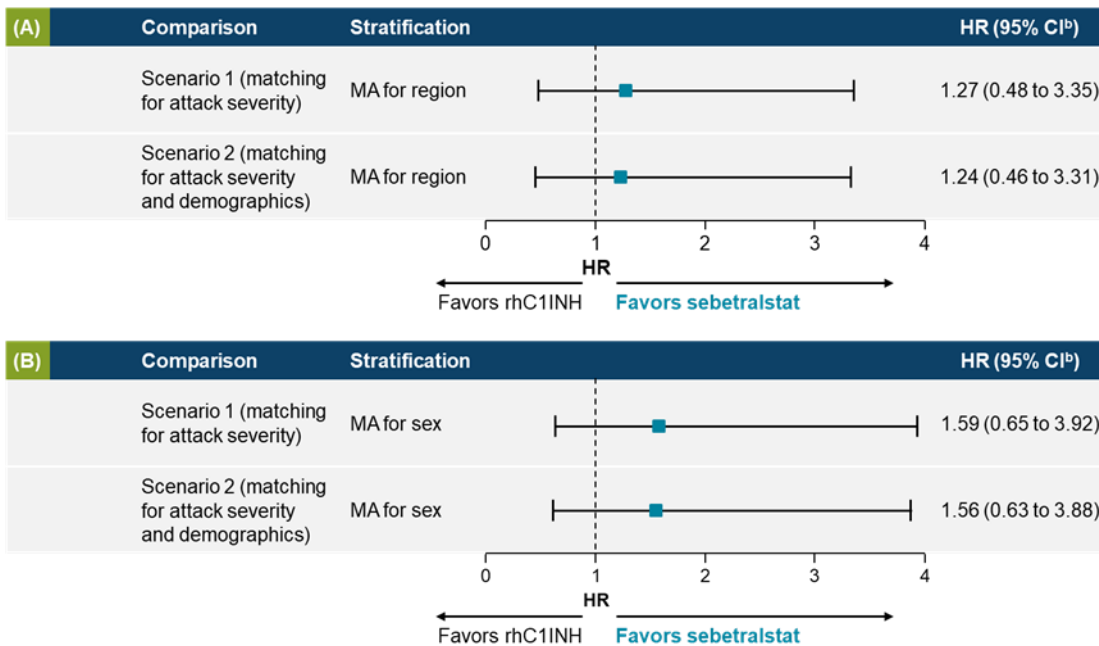 (A) Comparison Stratification HR (95% CIᵇ)
Scenario 1 (matching
for attack severity)
MA for region
1.27 (0.48 to 3.35)
Scenario 2 (matching
for attack severity
and demographics)
MA for region
1.24 (0.46 to 3.31)
0 1 2 3 4
HR
Favors rhC1INH Favors sebetralstat
(B) Comparison Stratification HR (95% CIᵇ)
Scenario 1 (matching
for attack severity)
MA for sex
1.59 (0.65 to 3.92)
Scenario 2 (matching
for attack severity
and demographics)
MA for sex
1.56 (0.63 to 3.88)
0 1 2 3 4
HR
Favors rhC1INH Favors sebetralstat